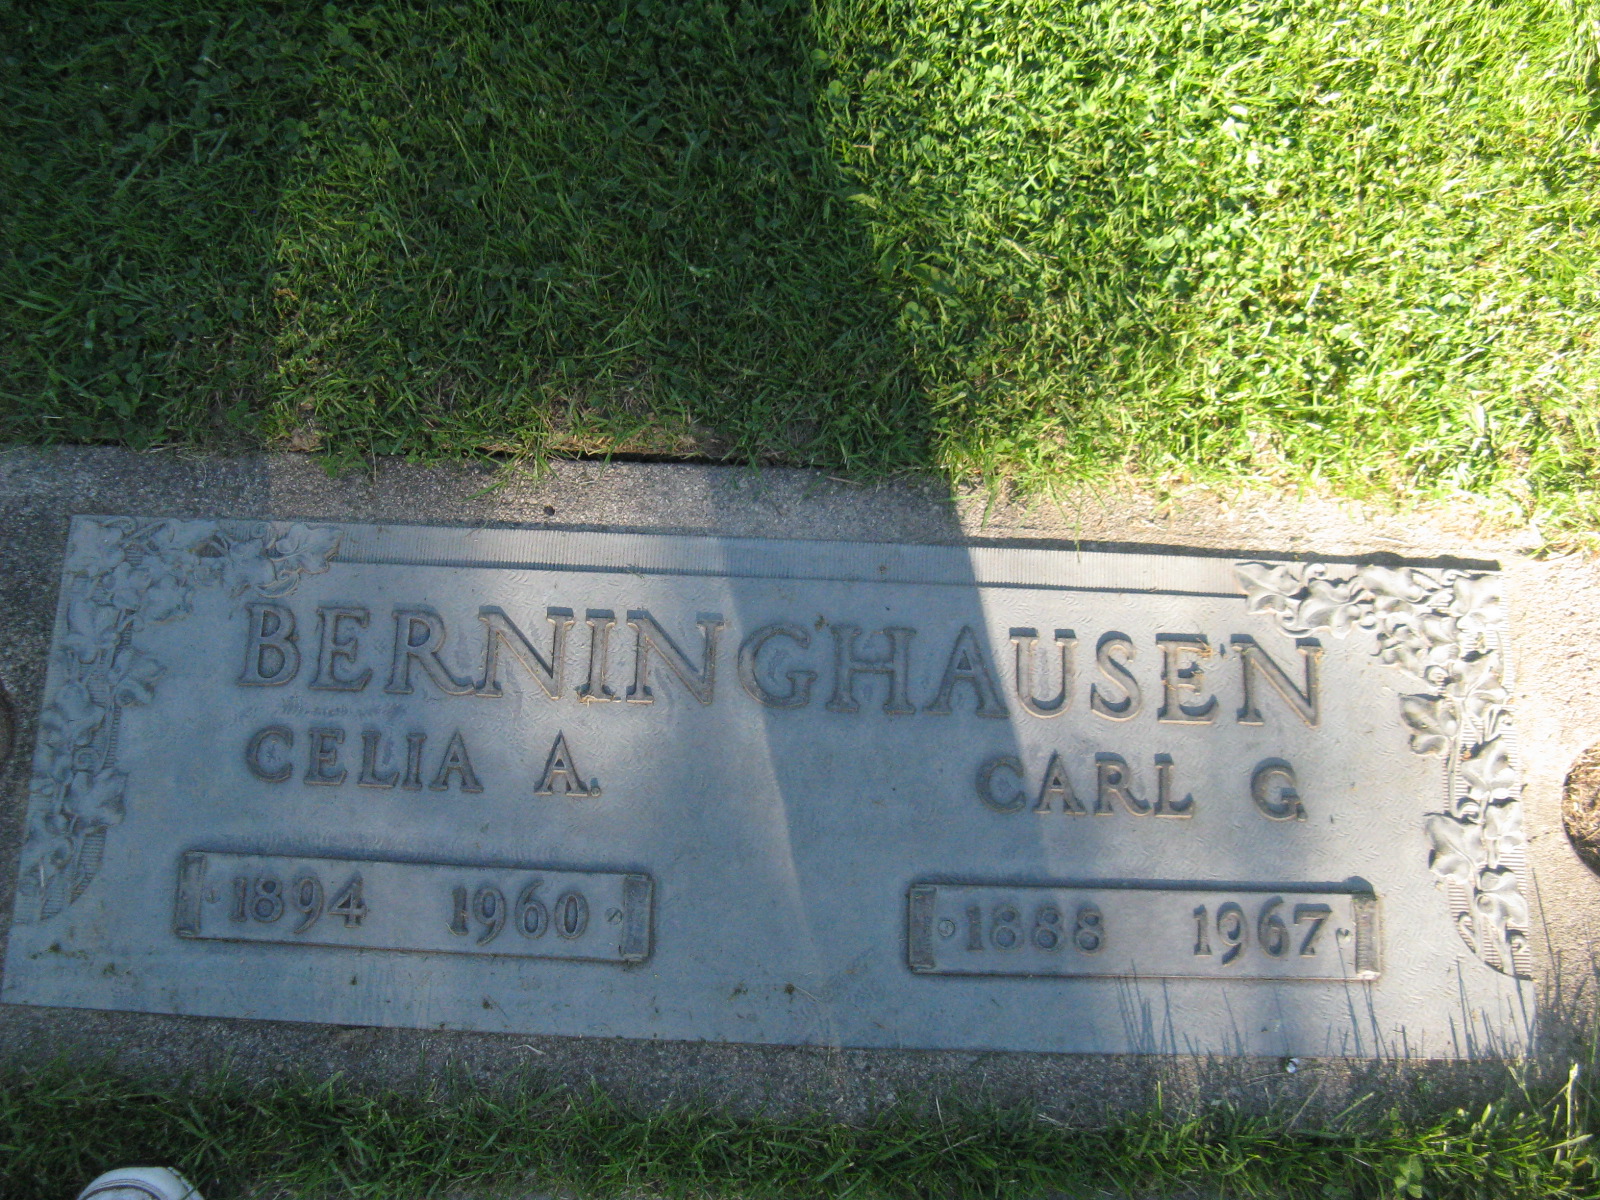 BERNINGHAUSEN
CELIA A. CARL G.
1894 1960 1888 1967